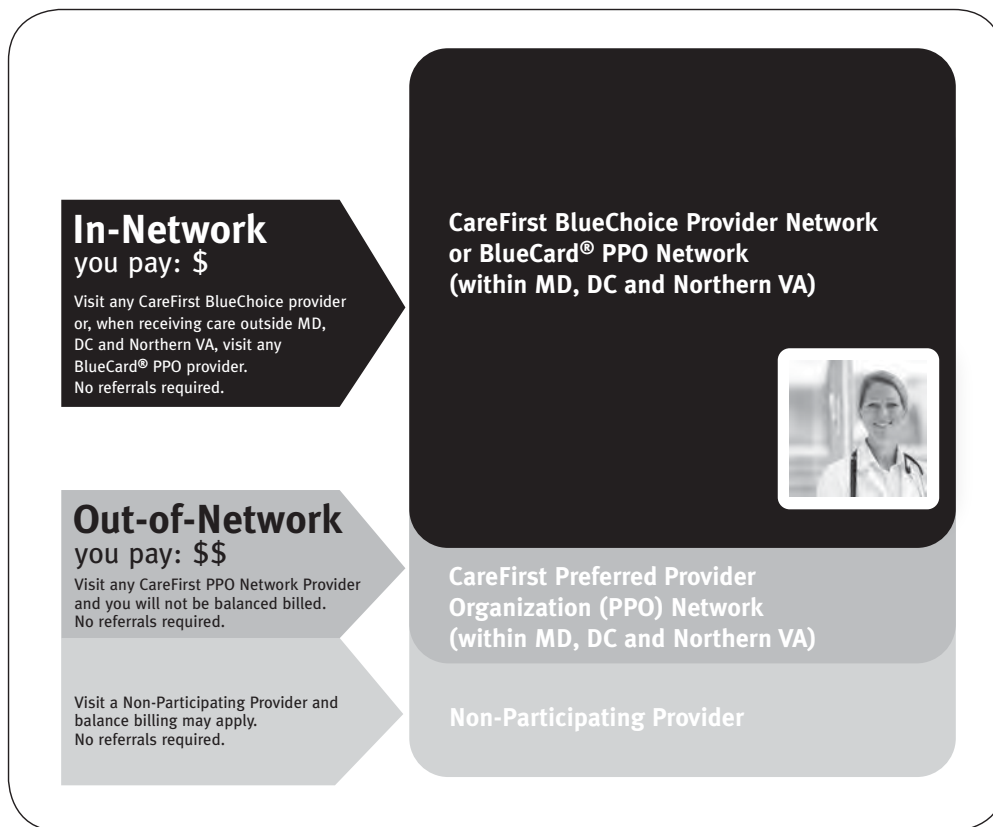 In-Network
you pay: $
Visit any CareFirst BlueChoice provider
or, when receiving care outside MD,
DC and Northern VA, visit any
BlueCard® PPO provider.
No referrals required.
CareFirst BlueChoice Provider Network
or BlueCard® PPO Network
(within MD, DC and Northern VA)
Out-of-Network
you pay: $$
Visit any CareFirst PPO Network Provider
and you will not be balanced billed.
No referrals required.
CareFirst Preferred Provider
Organization (PPO) Network
(within MD, DC and Northern VA)
Visit a Non-Participating Provider and
balance billing may apply.
No referrals required.
Non-Participating Provider